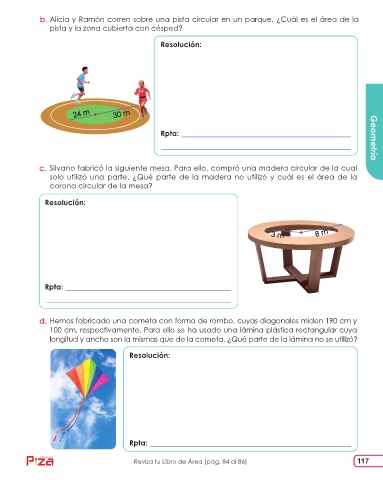 b. Alicia y Ramón corren sobre una pista circular en un parque. ¿Cuál es el área de la
pista y la zona cubierta con césped?
Resolución:
24 m 30 m
Rpta:
Geometría
c. Silvano fabricó la siguiente mesa. Para ello, compró una madera circular de la cual
solo utilizó una parte. ¿Qué parte de la madera no utilizó y cuál es el área de la
corona circular de la mesa?
Resolución:
3 m 8 m
Rpta:
d. Hemos fabricado una cometa con forma de rombo, cuyas diagonales miden 190 cm y
100 cm, respectivamente. Para ello se ha usado una lámina plástica rectangular cuya
longitud y ancho son la mismas que de la cometa. ¿Qué parte de la lámina no se utilizó?
Resolución:
Rpta:
Revisa tu Libro de Área (pág. 84 al 86)
117